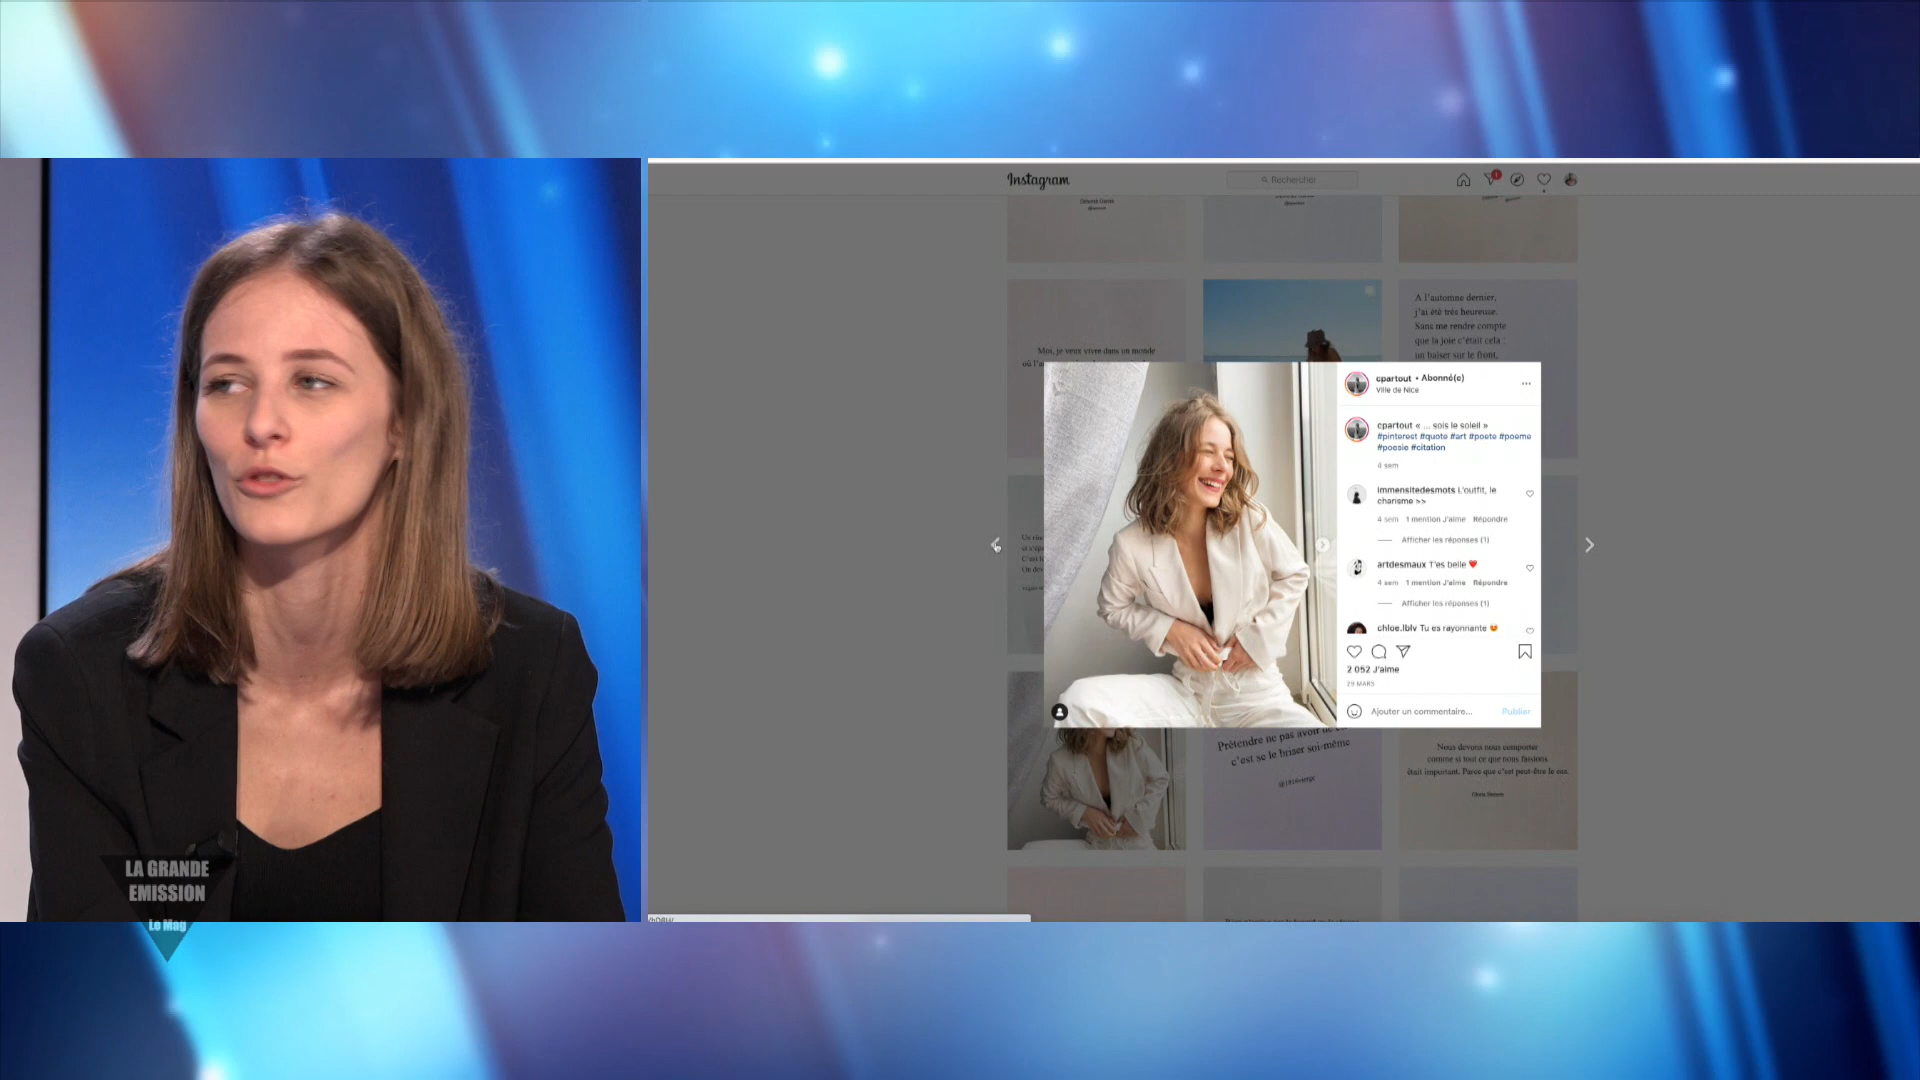 Instagram
Rechercher
1
Moi, je veux vivre dans un monde
A l'automne dernier,
j'ai été très heureuse.
Sans me rendre compte
que la joie c'était cela :
un baiser sur le front,
cpartout • Abonné(e)
Ville de Nice
cpartout « ... sois le soleil »
#pinterest #quote #art #poete #poeme
#poesie #citation
4 sem
immensitedesmots L'outfit, le
charisme >>
4 sem 1 mention J'aime Répondre
Afficher les réponses (1)
artdesmaux T'es belle ❤️
4 sem 1 mention J'aime Répondre
Afficher les réponses (1)
chloe.lblv Tu es rayonnante
2 052 J'aime
29 MARS
Ajouter un commentaire... Publier
Prétendre ne pas avoir
c'est se le briser soi-même
Nous devons nous comporter
comme si tout ce que nous faisions
était important. Parce que c'est peut-être le cas.
LA GRANDE
EMISSION
Le Mag